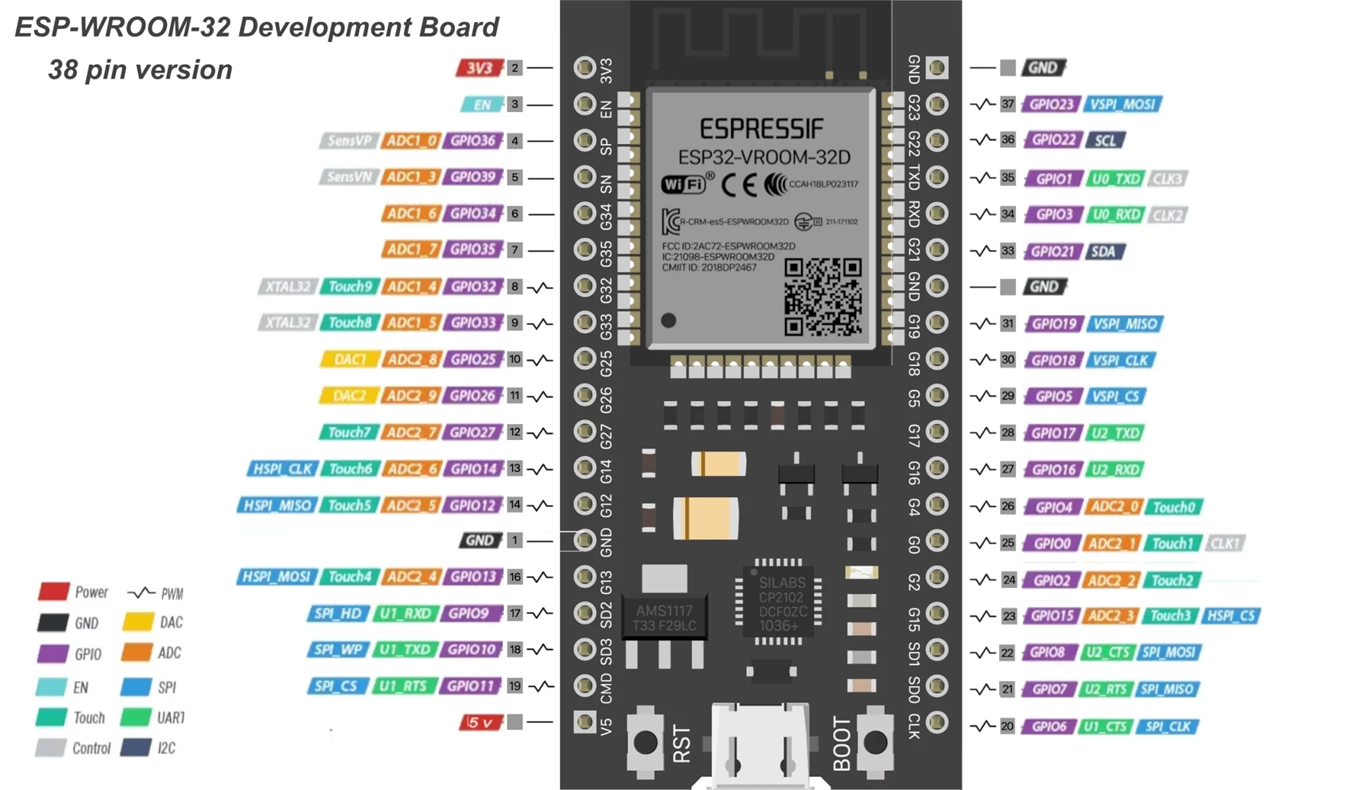 ESP-WROOM-32 Development Board
38 pin version
3V3 2
EN 3
SensVP ADC1_0 GPIO36 4
SensVN ADC1_3 GPIO39 5
ADC1_6 GPIO34 6
ADC1_7 GPIO35 7
XTAL32 Touch9 ADC1_4 GPIO32 8
XTAL32 Touch8 ADC1_5 GPIO33 9
DAC1 ADC2_8 GPIO25 10
DAC2 ADC2_9 GPIO26 11
Touch7 ADC2_7 GPIO27 12
HSPI_CLK Touch6 ADC2_6 GPIO14 13
HSPI_MISO Touch5 ADC2_5 GPIO12 14
GND 1
HSPI_MOSI Touch4 ADC2_4 GPIO13 16
SPI_HD U1_RXD GPIO9 17
SPI_WP U1_TXD GPIO10 18
SPI_CS U1_RTS GPIO11 19
5 v
Power PWM
GND DAC
GPIO ADC
EN SPI
Touch UART
Control I2C
3V3
EN
SP
SN
G34
G35
G32
G33
G25
G26
G27
G14
G12
GND
G13
SD2
SD3
CMD
V5
ESPRESSIF
ESP32-VROOM-32D
WiFi® CE CCAH18LP023117
R-CRM-es5-ESPWROOM32D R 211-171102
FCC ID:2AC72-ESPWROOM32D
IC:21098-ESPWROOM32D
CMIIT ID: 2018DP2467
AMS1117
T33 F29LC
SILABS
CP2102
DCF0ZC
1036+
RST
BOOT
GND
G23
G22
TXD
RXD
G21
GND
G19
G18
G5
G17
G16
G4
G0
G2
G15
SD1
SD0
CLK
GND
37 GPIO23 VSPI_MOSI
36 GPIO22 SCL
35 GPIO1 U0_TXD CLK3
34 GPIO3 U0_RXD CLK2
33 GPIO21 SDA
GND
31 GPIO19 VSPI_MISO
30 GPIO18 VSPI_CLK
29 GPIO5 VSPI_CS
28 GPIO17 U2_TXD
27 GPIO16 U2_RXD
26 GPIO4 ADC2_0 Touch0
25 GPIO0 ADC2_1 Touch1 CLK1
24 GPIO2 ADC2_2 Touch2
23 GPIO15 ADC2_3 Touch3 HSPI_CS
22 GPIO8 U2_CTS SPI_MOSI
21 GPIO7 U2_RTS SPI_MISO
20 GPIO6 U1_CTS SPI_CLK